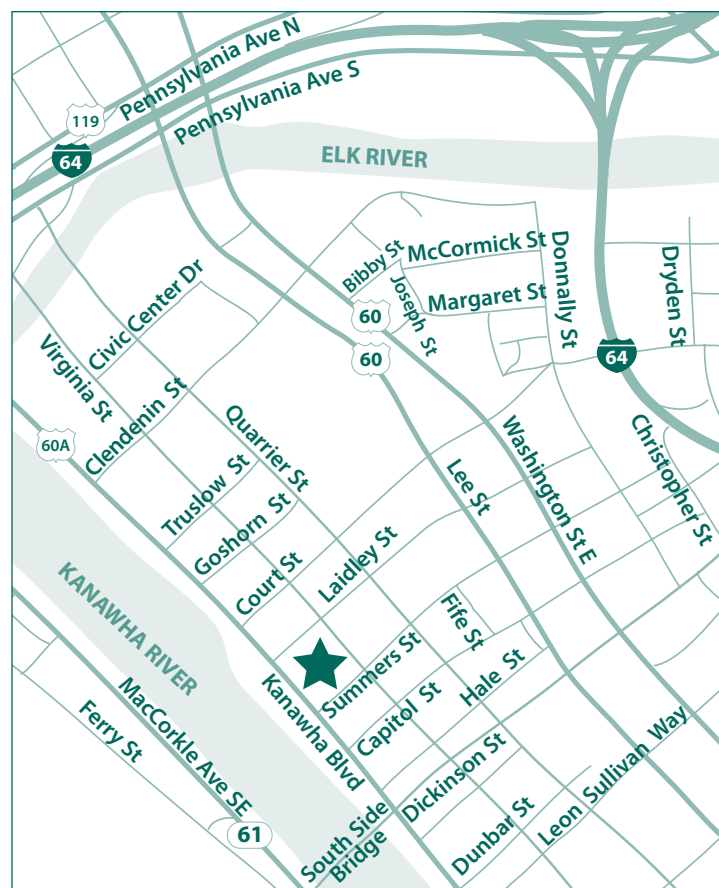 Pennsylvania Ave N
119
Pennsylvania Ave S
64
ELK RIVER
Bibby St
McCormick St
Donnally St
Dryden St
Civic Center Dr
Joseph St
Margaret St
60
60
64
Virginia St
Clendenin St
60A
Quarrier St
Washington St E
Christopher St
Truslow St
Lee St
Goshorn St
Court St
Laidley St
KANAWHA RIVER
Fife St
Summers St
Hale St
Kanawha Blvd
Capitol St
MacCorkle Ave SE
Ferry St
Leon Sullivan Way
Dickinson St
61
South Side
Bridge
Dunbar St